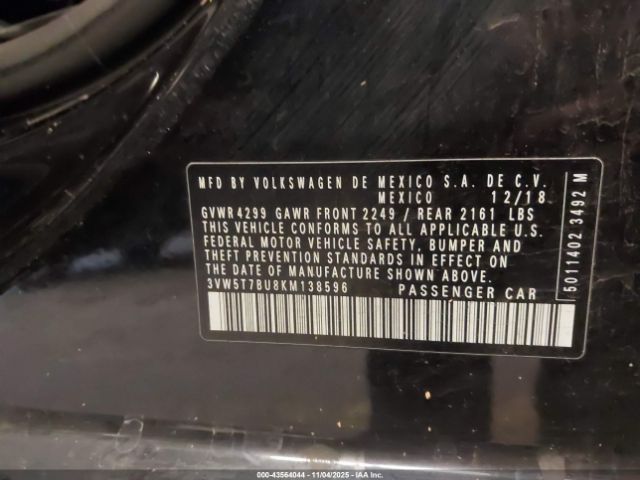 MFD BY VOLKSWAGEN DE MEXICO S.A. DE C.V.
MEXICO 12/18
GVWR 4299 GAWR FRONT 2249 / REAR 2161 LBS
THIS VEHICLE CONFORMS TO ALL APPLICABLE U.S.
FEDERAL MOTOR VEHICLE SAFETY, BUMPER AND
THEFT PREVENTION STANDARDS IN EFFECT ON
THE DATE OF MANUFACTURE SHOWN ABOVE.
3VW5T7BU8KM138596 PASSENGER CAR
5011402 3492 M
000-43564044 • 11/04/2025 • IAAI.com